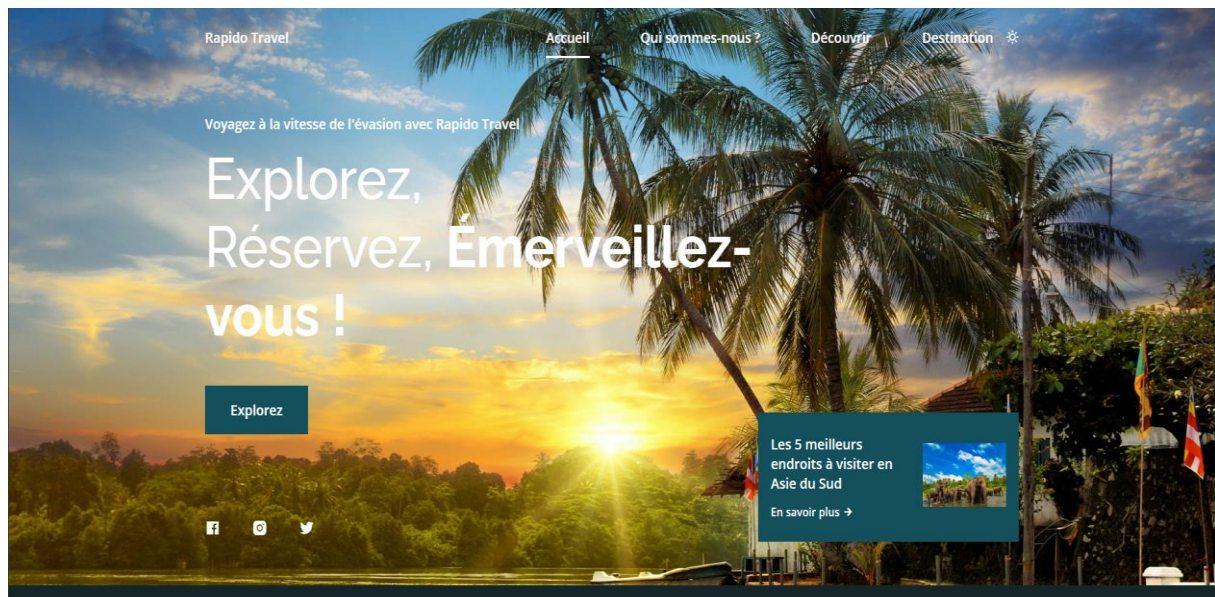 Rapido Travel
Accueil
Qui sommes-nous ?
Découvrir
Destination
Voyagez à la vitesse de l'évasion avec Rapido Travel
Explorez,
Réservez, Émerveillez-
vous !
Explorez
Les 5 meilleurs
endroits à visiter en
Asie du Sud
En savoir plus →